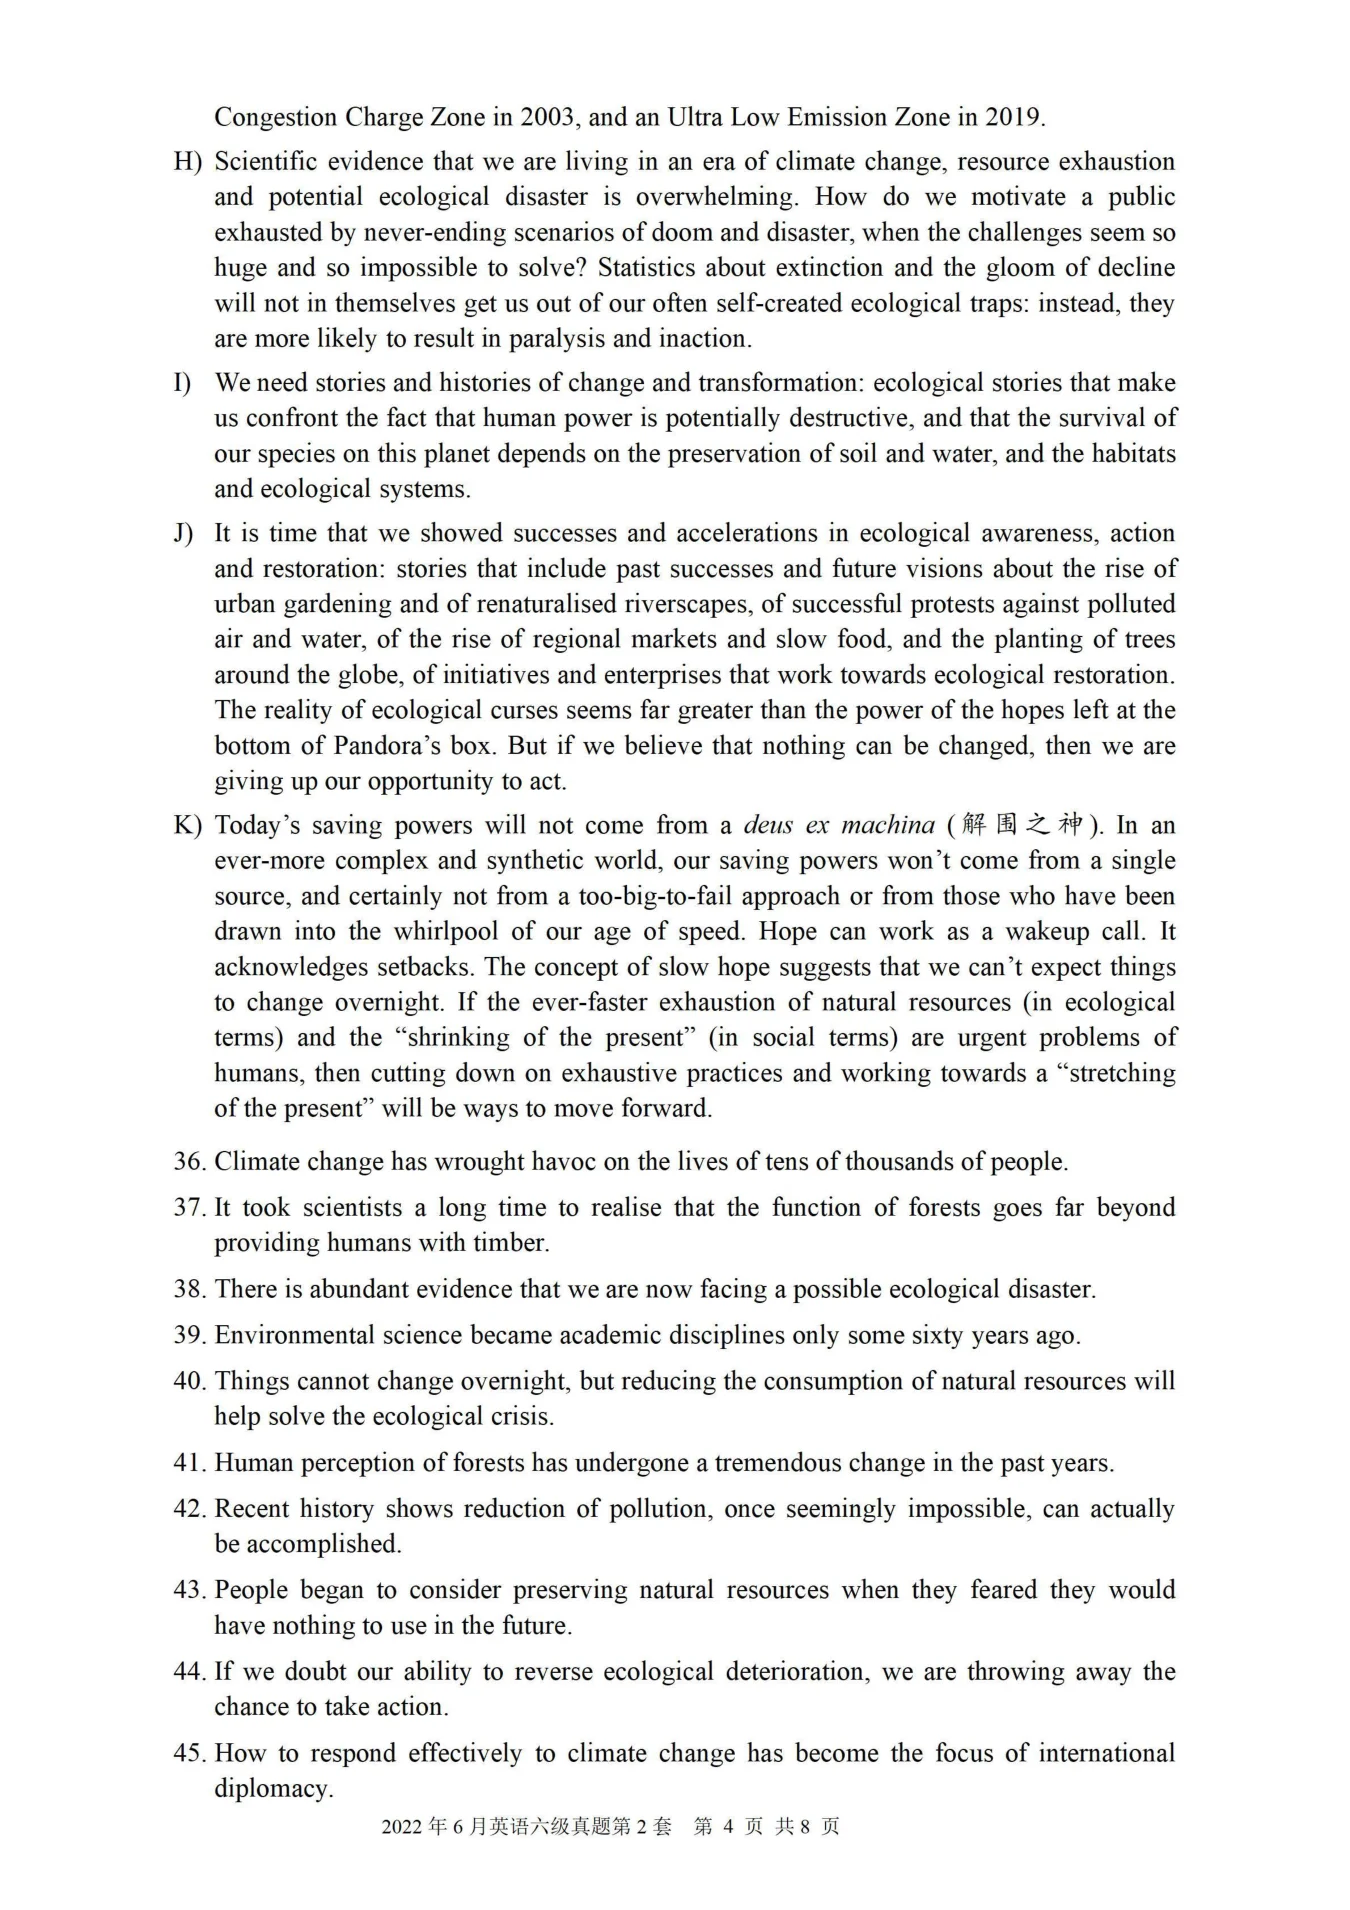 Congestion Charge Zone in 2003, and an Ultra Low Emission Zone in 2019.
H) Scientific evidence that we are living in an era of climate change, resource exhaustion
and potential ecological disaster is overwhelming. How do we motivate a public
exhausted by never-ending scenarios of doom and disaster, when the challenges seem so
huge and so impossible to solve? Statistics about extinction and the gloom of decline
will not in themselves get us out of our often self-created ecological traps: instead, they
are more likely to result in paralysis and inaction.
I) We need stories and histories of change and transformation: ecological stories that make
us confront the fact that human power is potentially destructive, and that the survival of
our species on this planet depends on the preservation of soil and water, and the habitats
and ecological systems.
J) It is time that we showed successes and accelerations in ecological awareness, action
and restoration: stories that include past successes and future visions about the rise of
urban gardening and of renaturalised riverscapes, of successful protests against polluted
air and water, of the rise of regional markets and slow food, and the planting of trees
around the globe, of initiatives and enterprises that work towards ecological restoration.
The reality of ecological curses seems far greater than the power of the hopes left at the
bottom of Pandora’s box. But if we believe that nothing can be changed, then we are
giving up our opportunity to act.
K) Today’s saving powers will not come from a deus ex machina (解围之神). In an
ever-more complex and synthetic world, our saving powers won’t come from a single
source, and certainly not from a too-big-to-fail approach or from those who have been
drawn into the whirlpool of our age of speed. Hope can work as a wakeup call. It
acknowledges setbacks. The concept of slow hope suggests that we can’t expect things
to change overnight. If the ever-faster exhaustion of natural resources (in ecological
terms) and the “shrinking of the present” (in social terms) are urgent problems of
humans, then cutting down on exhaustive practices and working towards a “stretching
of the present” will be ways to move forward.
36. Climate change has wrought havoc on the lives of tens of thousands of people.
37. It took scientists a long time to realise that the function of forests goes far beyond
providing humans with timber.
38. There is abundant evidence that we are now facing a possible ecological disaster.
39. Environmental science became academic disciplines only some sixty years ago.
40. Things cannot change overnight, but reducing the consumption of natural resources will
help solve the ecological crisis.
41. Human perception of forests has undergone a tremendous change in the past years.
42. Recent history shows reduction of pollution, once seemingly impossible, can actually
be accomplished.
43. People began to consider preserving natural resources when they feared they would
have nothing to use in the future.
44. If we doubt our ability to reverse ecological deterioration, we are throwing away the
chance to take action.
45. How to respond effectively to climate change has become the focus of international
diplomacy.
2022 年 6 月英语六级真题第 2 套 第 4 页 共 8 页